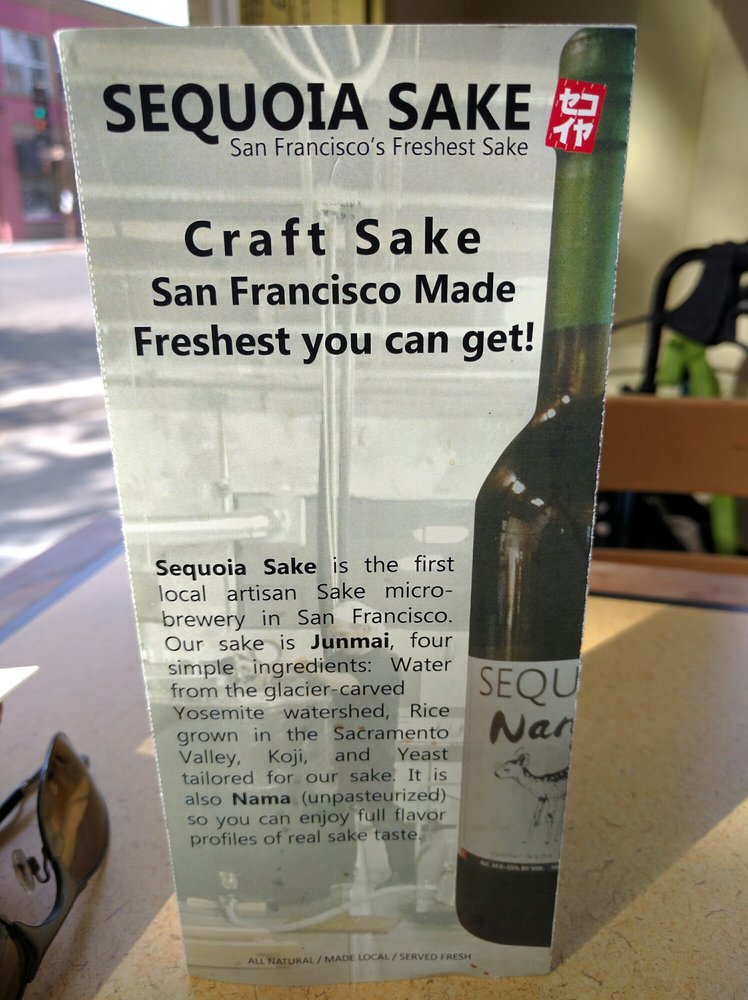 SEQUOIA SAKE
セコ
イヤ
San Francisco's Freshest Sake
Craft Sake
San Francisco Made
Freshest you can get!
Sequoia Sake is the first
local artisan Sake micro-
brewery in San Francisco.
Our sake is Junmai, four
simple ingredients: Water
from the glacier-carved
Yosemite watershed, Rice
grown in the Sacramento
Valley, Koji, and Yeast
tailored for our sake. It is
also Nama (unpasteurized)
so you can enjoy full flavor
profiles of real sake taste.
SEQU
Nam
JUNMAI-NAMA
ALL NATURAL / MADE LOCAL / SERVED FRESH